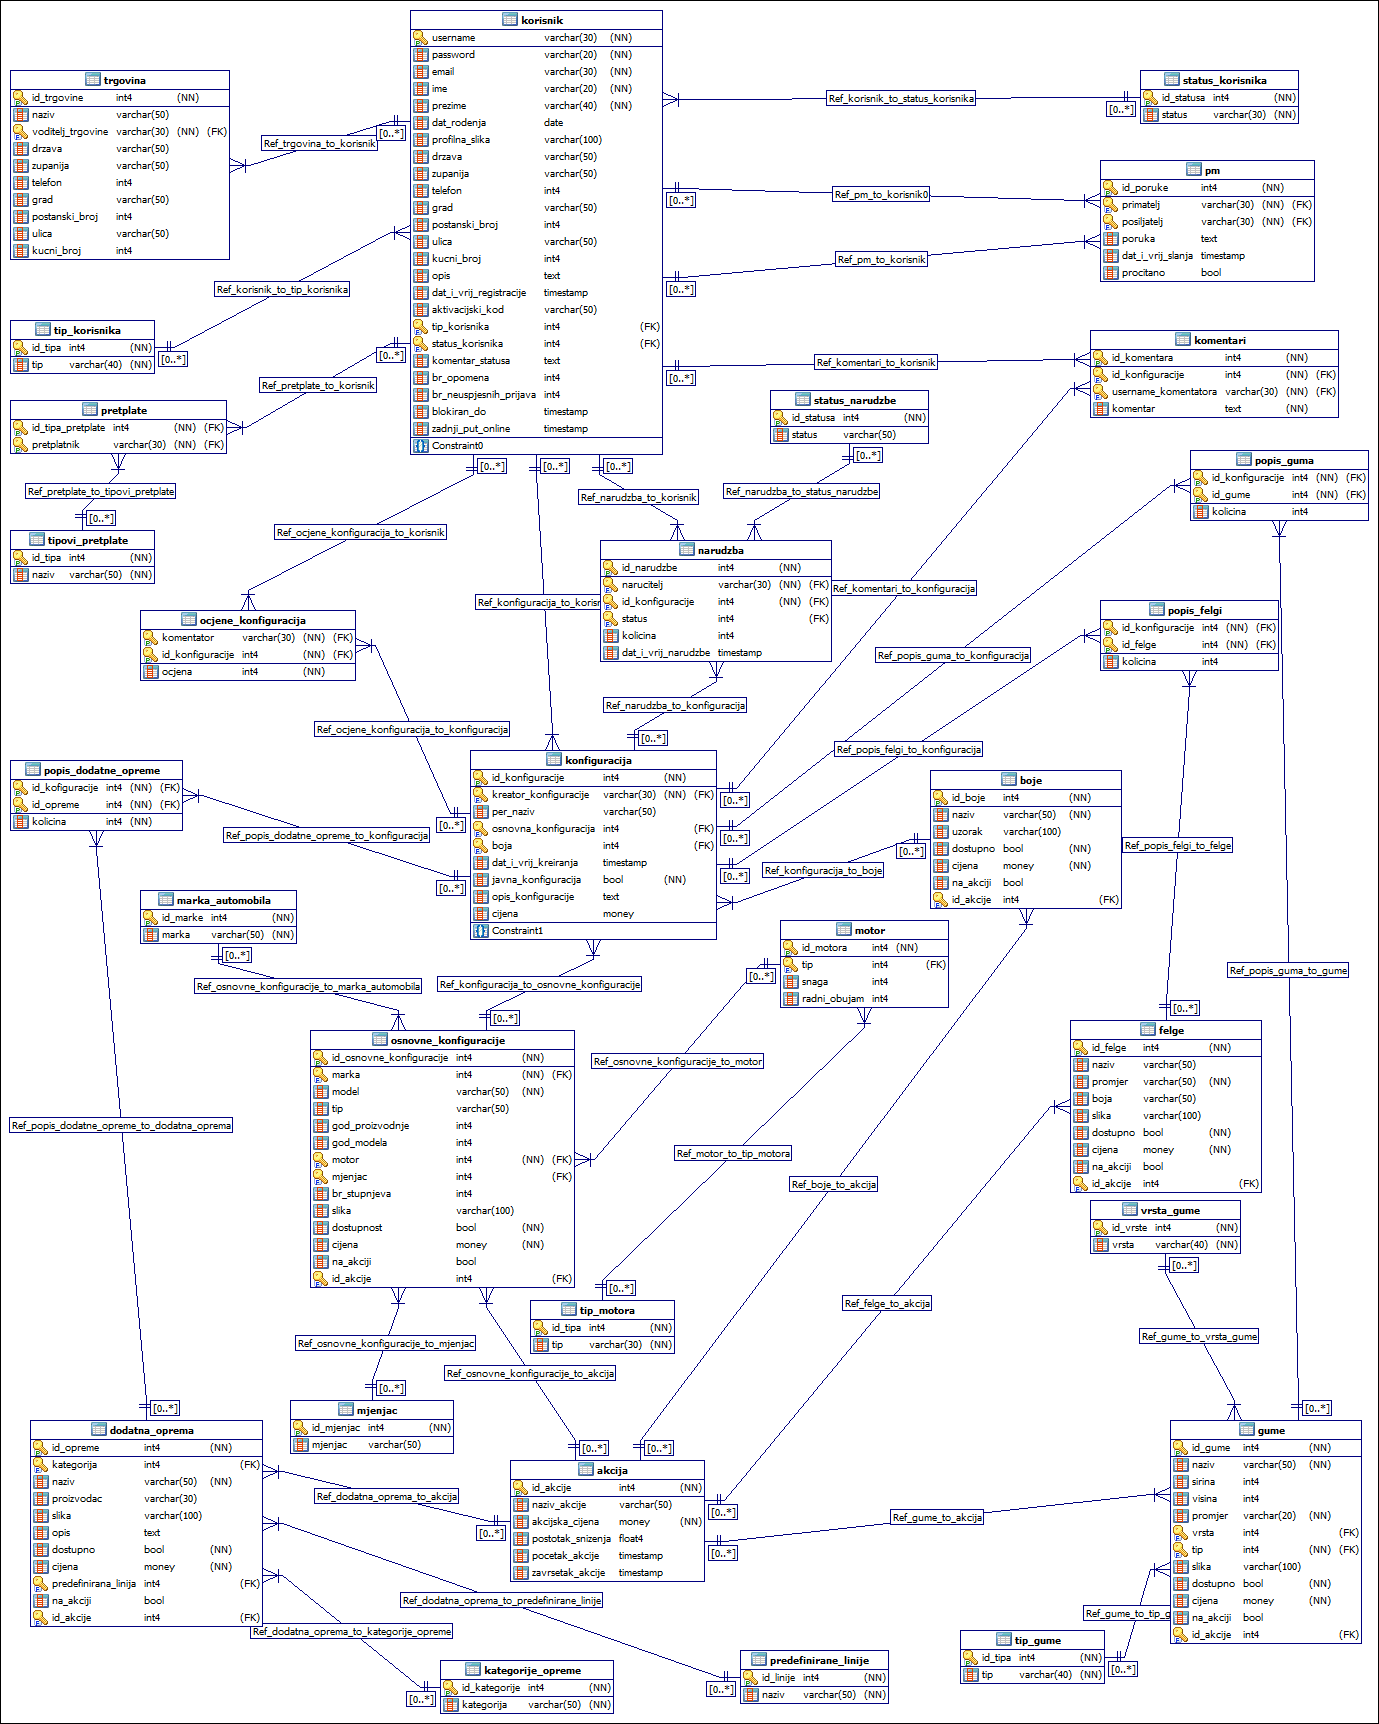 korisnik
username varchar(30) (NN)
password varchar(20) (NN)
email varchar(30) (NN)
ime varchar(20) (NN)
prezime varchar(40) (NN)
dat_rodenja date
profilna_slika varchar(100)
drzava varchar(50)
zupanija varchar(50)
telefon int4
grad varchar(50)
postanski_broj int4
ulica varchar(50)
kucni_broj int4
opis text
dat_i_vrij_registracije timestamp
aktivacijski_kod varchar(50)
tip_korisnika int4 (FK)
status_korisnika int4 (FK)
komentar_statusa text
br_opomena int4
br_neuspjesnih_prijava int4
blokiran_do timestamp
zadnji_put_online timestamp
Constraint0
trgovina
id_trgovine int4 (NN)
naziv varchar(50)
voditelj_trgovine varchar(30) (NN) (FK)
drzava varchar(50)
zupanija varchar(50)
telefon int4
grad varchar(50)
postanski_broj int4
ulica varchar(50)
kucni_broj int4
[0..*]
Ref_trgovina_to_korisnik
Ref_korisnik_to_status_korisnika
[0..*]
status_korisnika
id_statusa int4 (NN)
status varchar(30) (NN)
pm
id_poruke int4 (NN)
primatelj varchar(30) (NN) (FK)
posiljatelj varchar(30) (NN) (FK)
poruka text
dat_i_vrij_slanja timestamp
procitano bool
Ref_pm_to_korisnik0
[0..*]
Ref_pm_to_korisnik
[0..*]
Ref_korisnik_to_tip_korisnika
tip_korisnika
id_tipa int4 (NN)
tip varchar(40) (NN)
[0..*]
[0..*]
Ref_pretplate_to_korisnik
pretplate
id_tipa_pretplate int4 (NN) (FK)
pretplatnik varchar(30) (NN) (FK)
Ref_pretplate_to_tipovi_pretplate
[0..*]
tipovi_pretplate
id_tipa int4 (NN)
naziv varchar(50) (NN)
Ref_komentari_to_korisnik
[0..*]
komentari
id_komentara int4 (NN)
id_konfiguracije int4 (NN) (FK)
username_komentatora varchar(30) (NN) (FK)
komentar text (NN)
status_narudzbe
id_statusa int4 (NN)
status varchar(50)
[0..*]
[0..*]
[0..*]
[0..*]
Ref_narudzba_to_korisnik
Ref_narudzba_to_status_narudzbe
popis_guma
id_konfiguracije int4 (NN) (FK)
id_gume int4 (NN) (FK)
kolicina int4
Ref_ocjene_konfiguracija_to_korisnik
narudzba
id_narudzbe int4 (NN)
narucitelj varchar(30) (NN) (FK)
id_konfiguracije int4 (NN) (FK)
status int4 (FK)
kolicina int4
dat_i_vrij_narudzbe timestamp
Ref_komentari_to_konfiguracija
Ref_konfiguracija_to_koris
ocjene_konfiguracija
komentator varchar(30) (NN) (FK)
id_konfiguracije int4 (NN) (FK)
ocjena int4 (NN)
popis_felgi
id_konfiguracije int4 (NN) (FK)
id_felge int4 (NN) (FK)
kolicina int4
Ref_popis_guma_to_konfiguracija
Ref_narudzba_to_konfiguracija
Ref_ocjene_konfiguracija_to_konfiguracija
[0..*]
Ref_popis_felgi_to_konfiguracija
konfiguracija
id_konfiguracije int4 (NN)
kreator_konfiguracije varchar(30) (NN) (FK)
per_naziv varchar(50)
osnovna_konfiguracija int4 (FK)
boja int4 (FK)
dat_i_vrij_kreiranja timestamp
javna_konfiguracija bool (NN)
opis_konfiguracije text
cijena money
Constraint1
popis_dodatne_opreme
id_kofiguracije int4 (NN) (FK)
id_opreme int4 (NN) (FK)
kolicina int4 (NN)
[0..*]
[0..*]
[0..*]
[0..*]
[0..*]
Ref_popis_dodatne_opreme_to_konfiguracija
boje
id_boje int4 (NN)
naziv varchar(50) (NN)
uzorak varchar(100)
dostupno bool (NN)
cijena money (NN)
na_akciji bool
id_akcije int4 (FK)
Ref_popis_felgi_to_felge
[0..*]
Ref_konfiguracija_to_boje
marka_automobila
id_marke int4 (NN)
marka varchar(50) (NN)
[0..*]
Ref_osnovne_konfiguracije_to_marka_automobila
Ref_konfiguracija_to_osnovne_konfiguracije
[0..*]
motor
id_motora int4 (NN)
tip int4 (FK)
snaga int4
radni_obujam int4
[0..*]
Ref_popis_guma_to_gume
[0..*]
osnovne_konfiguracije
id_osnovne_konfiguracije int4 (NN)
marka int4 (NN) (FK)
model varchar(50) (NN)
tip varchar(50)
god_proizvodnje int4
god_modela int4
motor int4 (NN) (FK)
mjenjac int4 (FK)
br_stupnjeva int4
slika varchar(100)
dostupnost bool (NN)
cijena money (NN)
na_akciji bool
id_akcije int4 (FK)
Ref_osnovne_konfiguracije_to_motor
felge
id_felge int4 (NN)
naziv varchar(50)
promjer varchar(50) (NN)
boja varchar(50)
slika varchar(100)
dostupno bool (NN)
cijena money (NN)
na_akciji bool
id_akcije int4 (FK)
Ref_popis_dodatne_opreme_to_dodatna_oprema
Ref_motor_to_tip_motora
Ref_boje_to_akcija
vrsta_gume
id_vrste int4 (NN)
vrsta varchar(40) (NN)
[0..*]
[0..*]
tip_motora
id_tipa int4 (NN)
tip varchar(30) (NN)
Ref_felge_to_akcija
Ref_gume_to_vrsta_gume
Ref_osnovne_konfiguracije_to_mjenjac
Ref_osnovne_konfiguracije_to_akcija
[0..*]
mjenjac
id_mjenjac int4 (NN)
mjenjac varchar(50)
[0..*]
dodatna_oprema
id_opreme int4 (NN)
kategorija int4 (FK)
naziv varchar(50) (NN)
proizvodac varchar(30)
slika varchar(100)
opis text
dostupno bool (NN)
cijena money (NN)
predefinirana_linija int4 (FK)
na_akciji bool
id_akcije int4 (FK)
[0..*]
[0..*]
akcija
id_akcije int4 (NN)
naziv_akcije varchar(50)
akcijska_cijena money (NN)
postotak_snizenja float4
pocetak_akcije timestamp
zavrsetak_akcije timestamp
[0..*]
gume
id_gume int4 (NN)
naziv varchar(50) (NN)
sirina int4
visina int4
promjer varchar(20) (NN)
vrsta int4 (FK)
tip int4 (NN) (FK)
slika varchar(100)
dostupno bool (NN)
cijena money (NN)
na_akciji bool
id_akcije int4 (FK)
Ref_dodatna_oprema_to_akcija
[0..*]
[0..*]
Ref_gume_to_akcija
[0..*]
Ref_dodatna_oprema_to_predefinirane_linije
Ref_gume_to_tip_g
Ref_dodatna_oprema_to_kategorije_opreme
tip_gume
id_tipa int4 (NN)
tip varchar(40) (NN)
[0..*]
kategorije_opreme
id_kategorije int4 (NN)
kategorija varchar(50) (NN)
[0..*]
predefinirane_linije
id_linije int4 (NN)
naziv varchar(50) (NN)
[0..*]